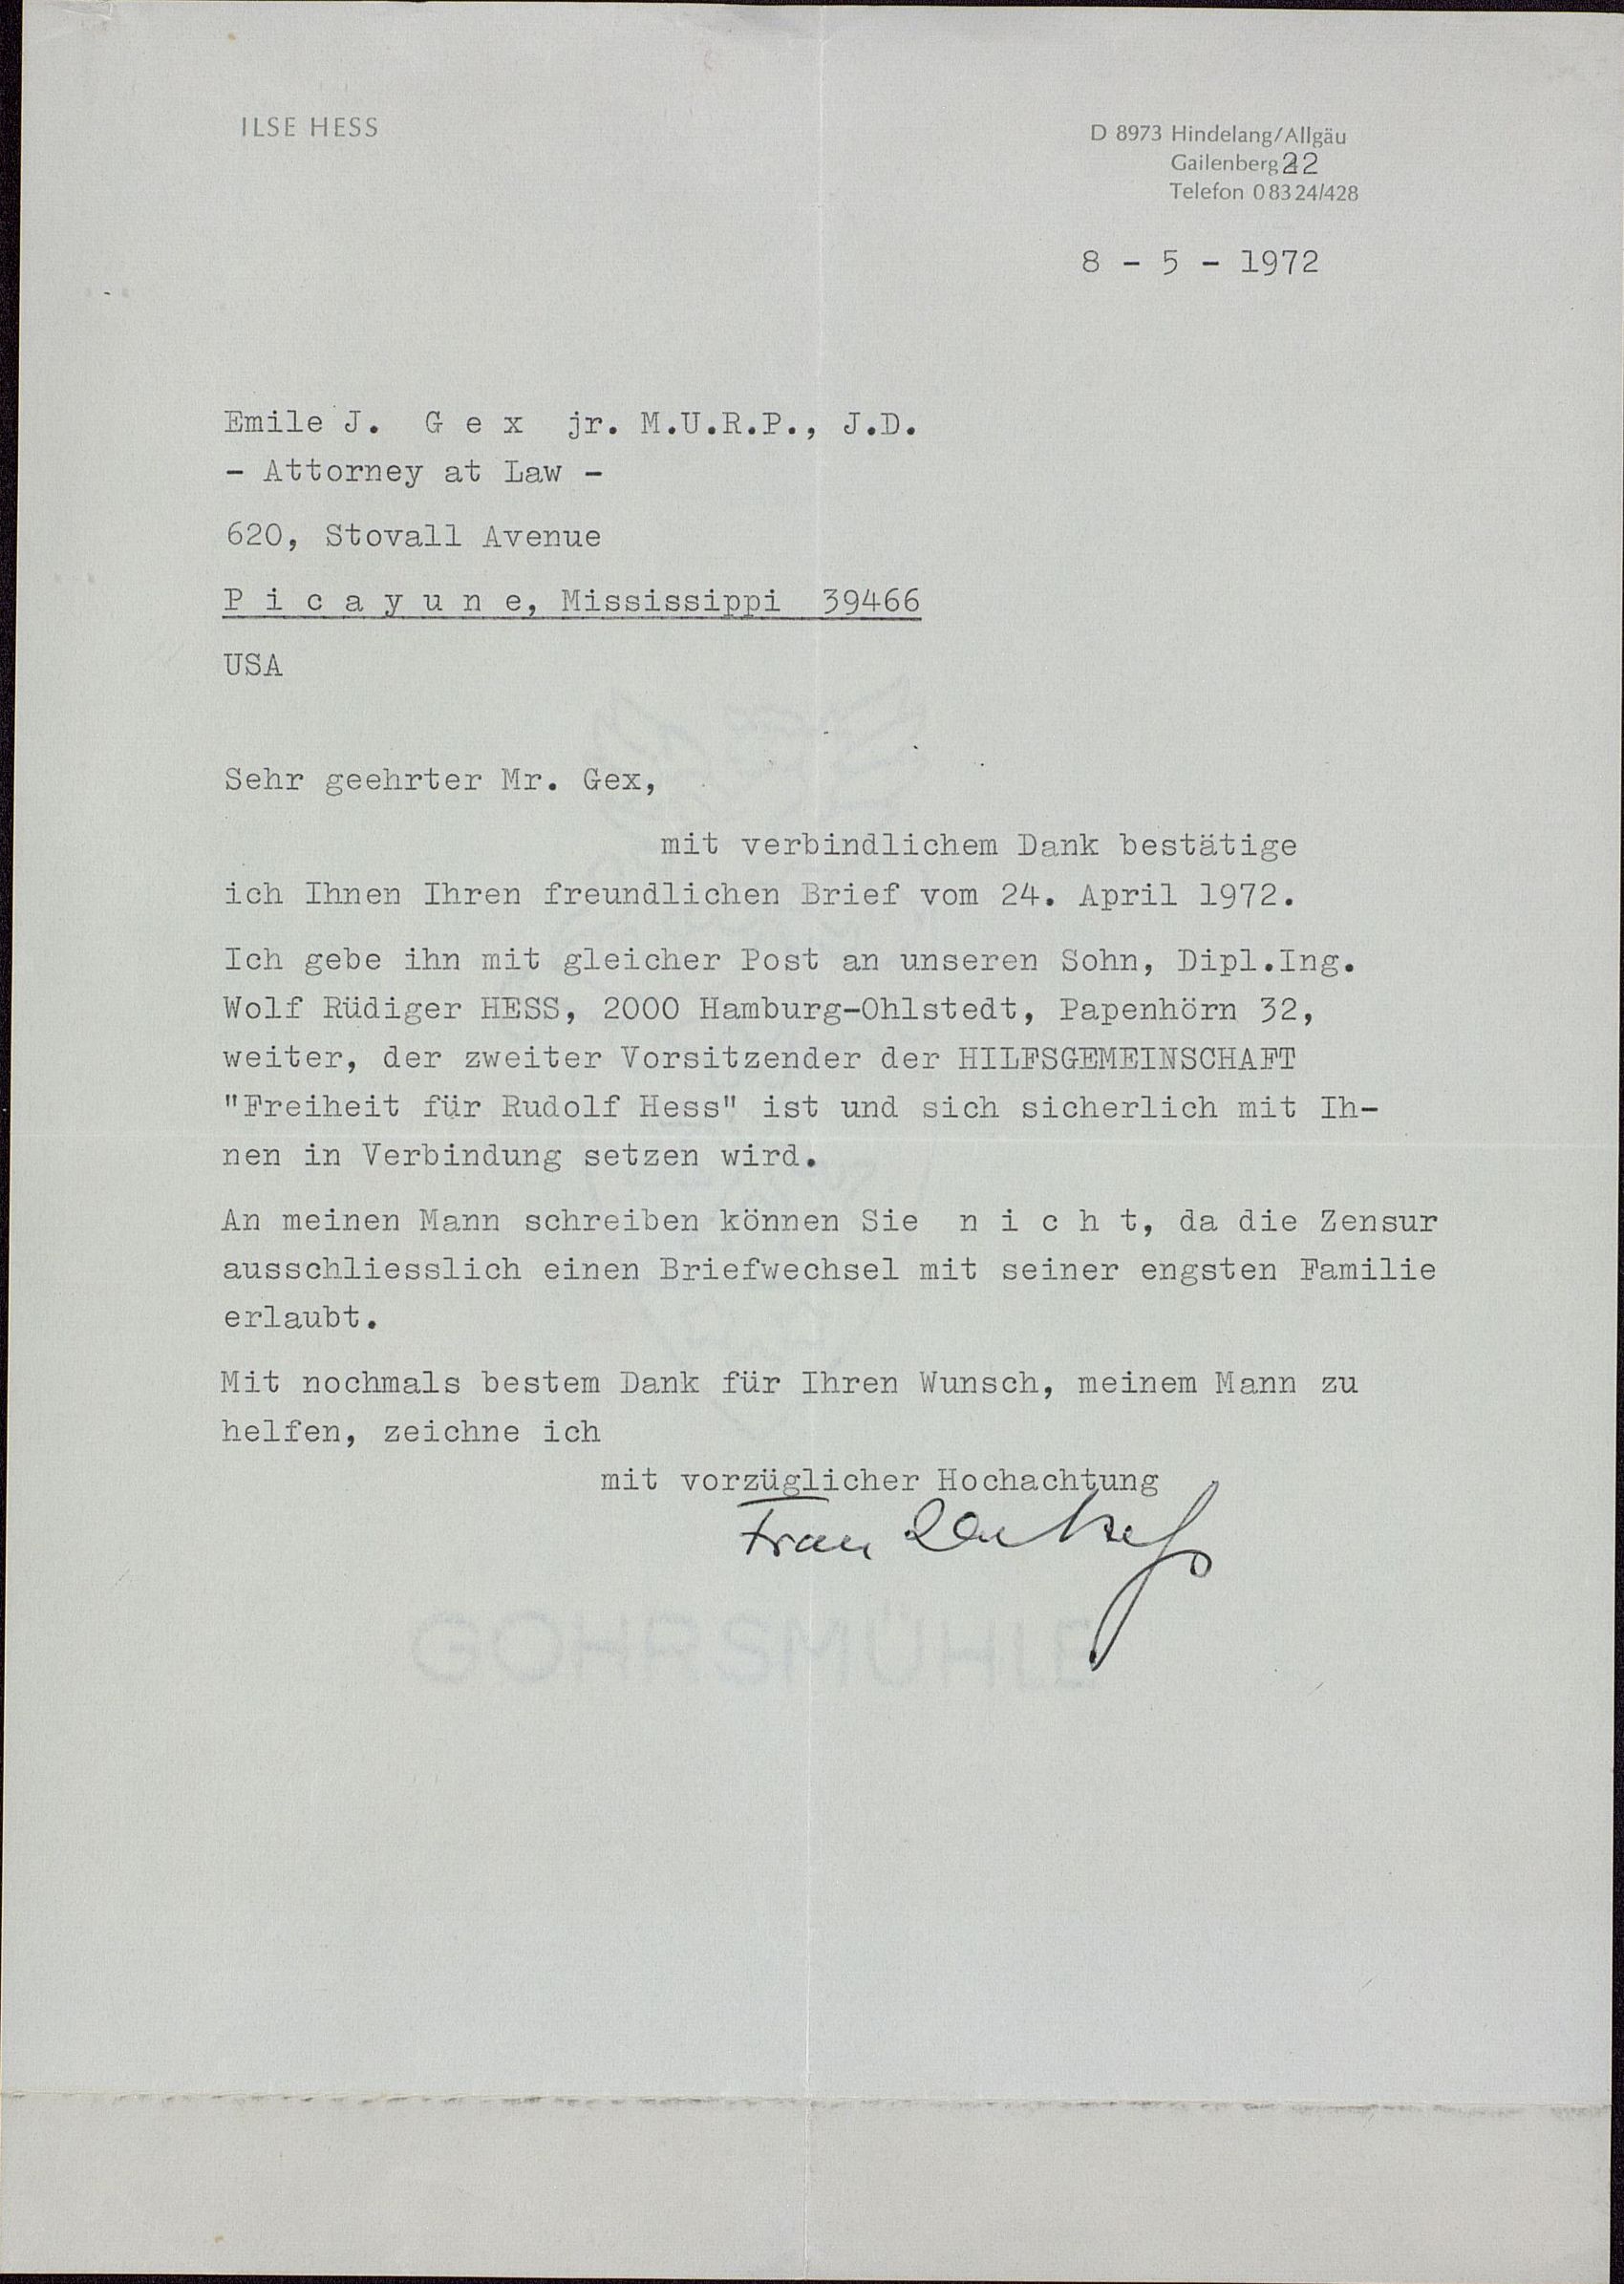 ILSE HESS
D 8973 Hindelang/Allgäu
Gailenberg 22
Telefon 08324/428
8 - 5 - 1972
Emile J. G e x jr. M.U.R.P., J.D.
- Attorney at Law -
620, Stovall Avenue
P i c a y u n e, Mississippi 39466
USA
Sehr geehrter Mr. Gex,
mit verbindlichem Dank bestätige
ich Ihnen Ihren freundlichen Brief vom 24. April 1972.
Ich gebe ihn mit gleicher Post an unseren Sohn, Dipl.Ing.
Wolf Rüdiger HESS, 2000 Hamburg-Ohlstedt, Papenhörn 32,
weiter, der zweiter Vorsitzender der HILFSGEMEINSCHAFT
"Freiheit für Rudolf Hess" ist und sich sicherlich mit Ih-
nen in Verbindung setzen wird.
An meinen Mann schreiben können Sie n i c h t, da die Zensur
ausschliesslich einen Briefwechsel mit seiner engsten Familie
erlaubt.
Mit nochmals bestem Dank für Ihren Wunsch, meinem Mann zu
helfen, zeichne ich
mit vorzüglicher Hochachtung
Frau Ilse Heß
GOHRSMÜHLE